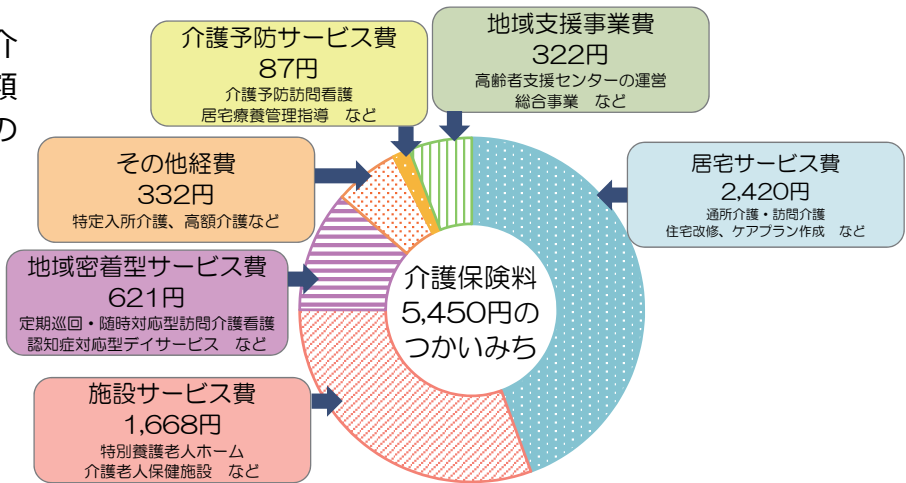 介
額
の
介護予防サービス費
87円
介護予防訪問看護
居宅療養管理指導　など
地域支援事業費
322円
高齢者支援センターの運営
総合事業　など
その他経費
332円
特定入所介護、高額介護など
居宅サービス費
2,420円
通所介護・訪問介護
住宅改修、ケアプラン作成　など
地域密着型サービス費
621円
定期巡回・随時対応型訪問介護看護
認知症対応型デイサービス　など
介護保険料
5,450円の
つかいみち
施設サービス費
1,668円
特別養護老人ホーム
介護老人保健施設　など